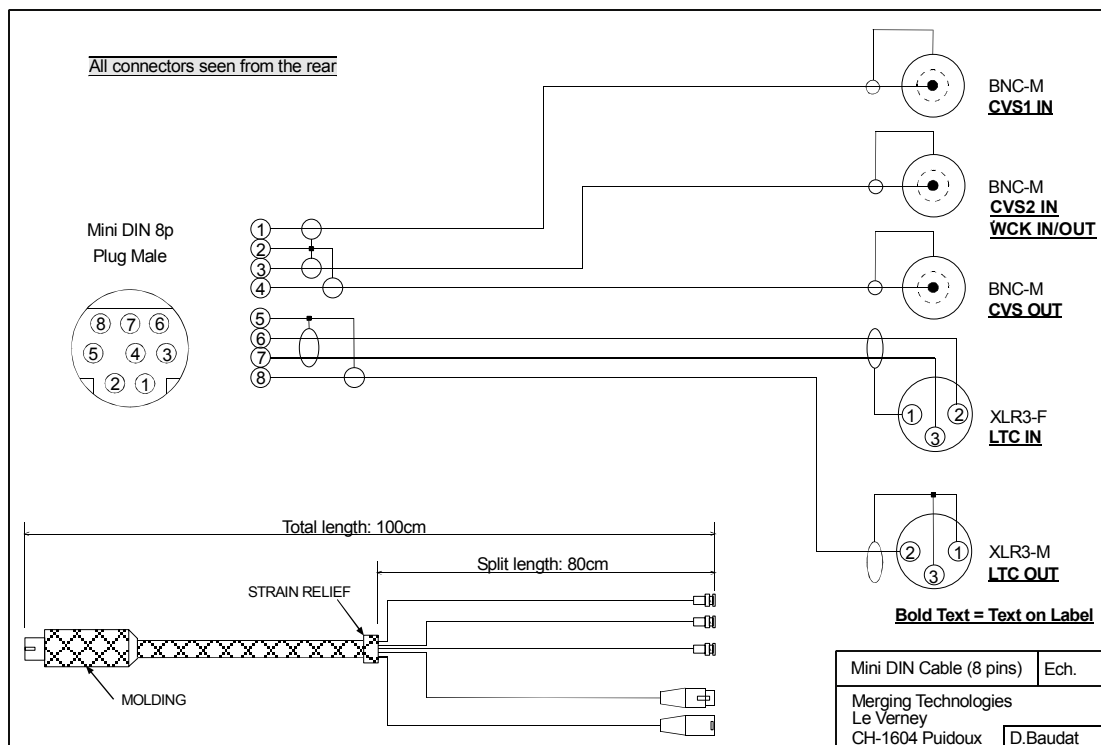 All connectors seen from the rear
BNC-M
CVS1 IN
BNC-M
CVS2 IN
WCK IN/OUT
BNC-M
CVS OUT
Mini DIN 8p
Plug Male
8 7 6
5 4 3
2 1
1
2
3
4
5
6
7
8
1 2
3
XLR3-F
LTC IN
2 1
3
XLR3-M
LTC OUT
Total length: 100cm
Split length: 80cm
STRAIN RELIEF
MOLDING
Bold Text = Text on Label
Mini DIN Cable (8 pins) Ech.
Merging Technologies
Le Verney
CH-1604 Puidoux D.Baudat